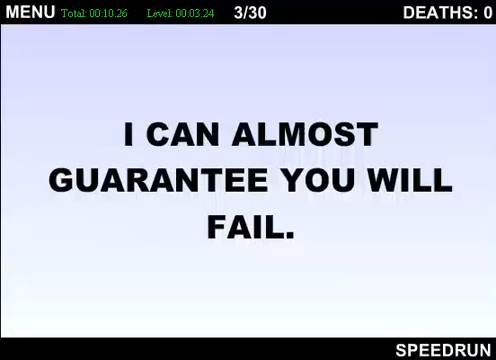 MENU Total: 00:10.26 Level: 00:03.24 3/30 DEATHS: 0
I CAN ALMOST
GUARANTEE YOU WILL
FAIL.
SPEEDRUN